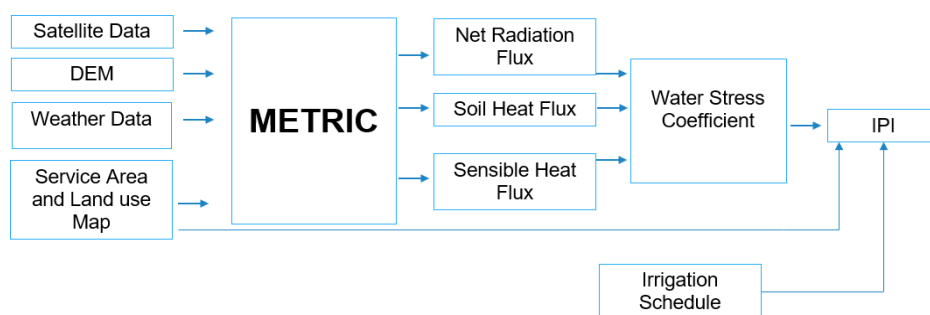 Satellite Data
DEM
Weather Data
Service Area
and Land use
Map
METRIC
Net Radiation
Flux
Soil Heat Flux
Sensible Heat
Flux
Water Stress
Coefficient
IPI
Irrigation
Schedule